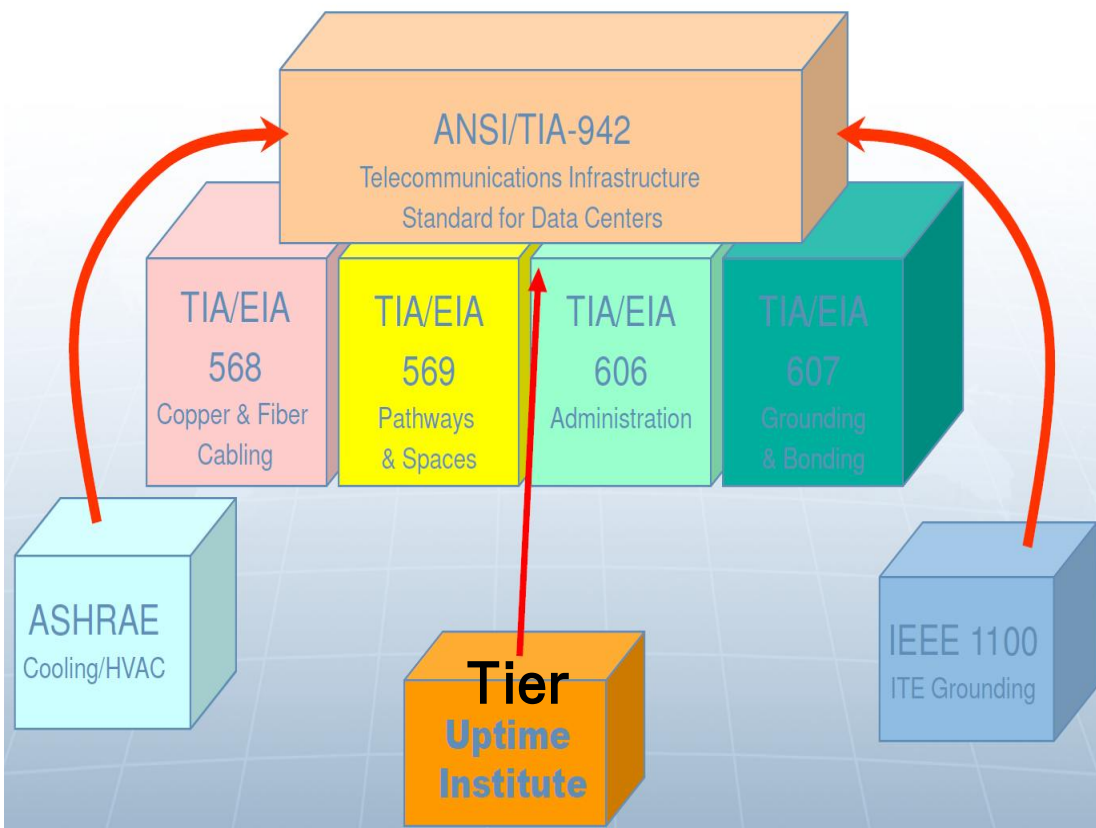 ANSI/TIA-942
Telecommunications Infrastructure
Standard for Data Centers
TIA/EIA
568
Copper & Fiber
Cabling
TIA/EIA
569
Pathways
& Spaces
TIA/EIA
606
Administration
TIA/EIA
607
Grounding
& Bonding
ASHRAE
Cooling/HVAC
Tier
Uptime
Institute
IEEE 1100
ITE Grounding